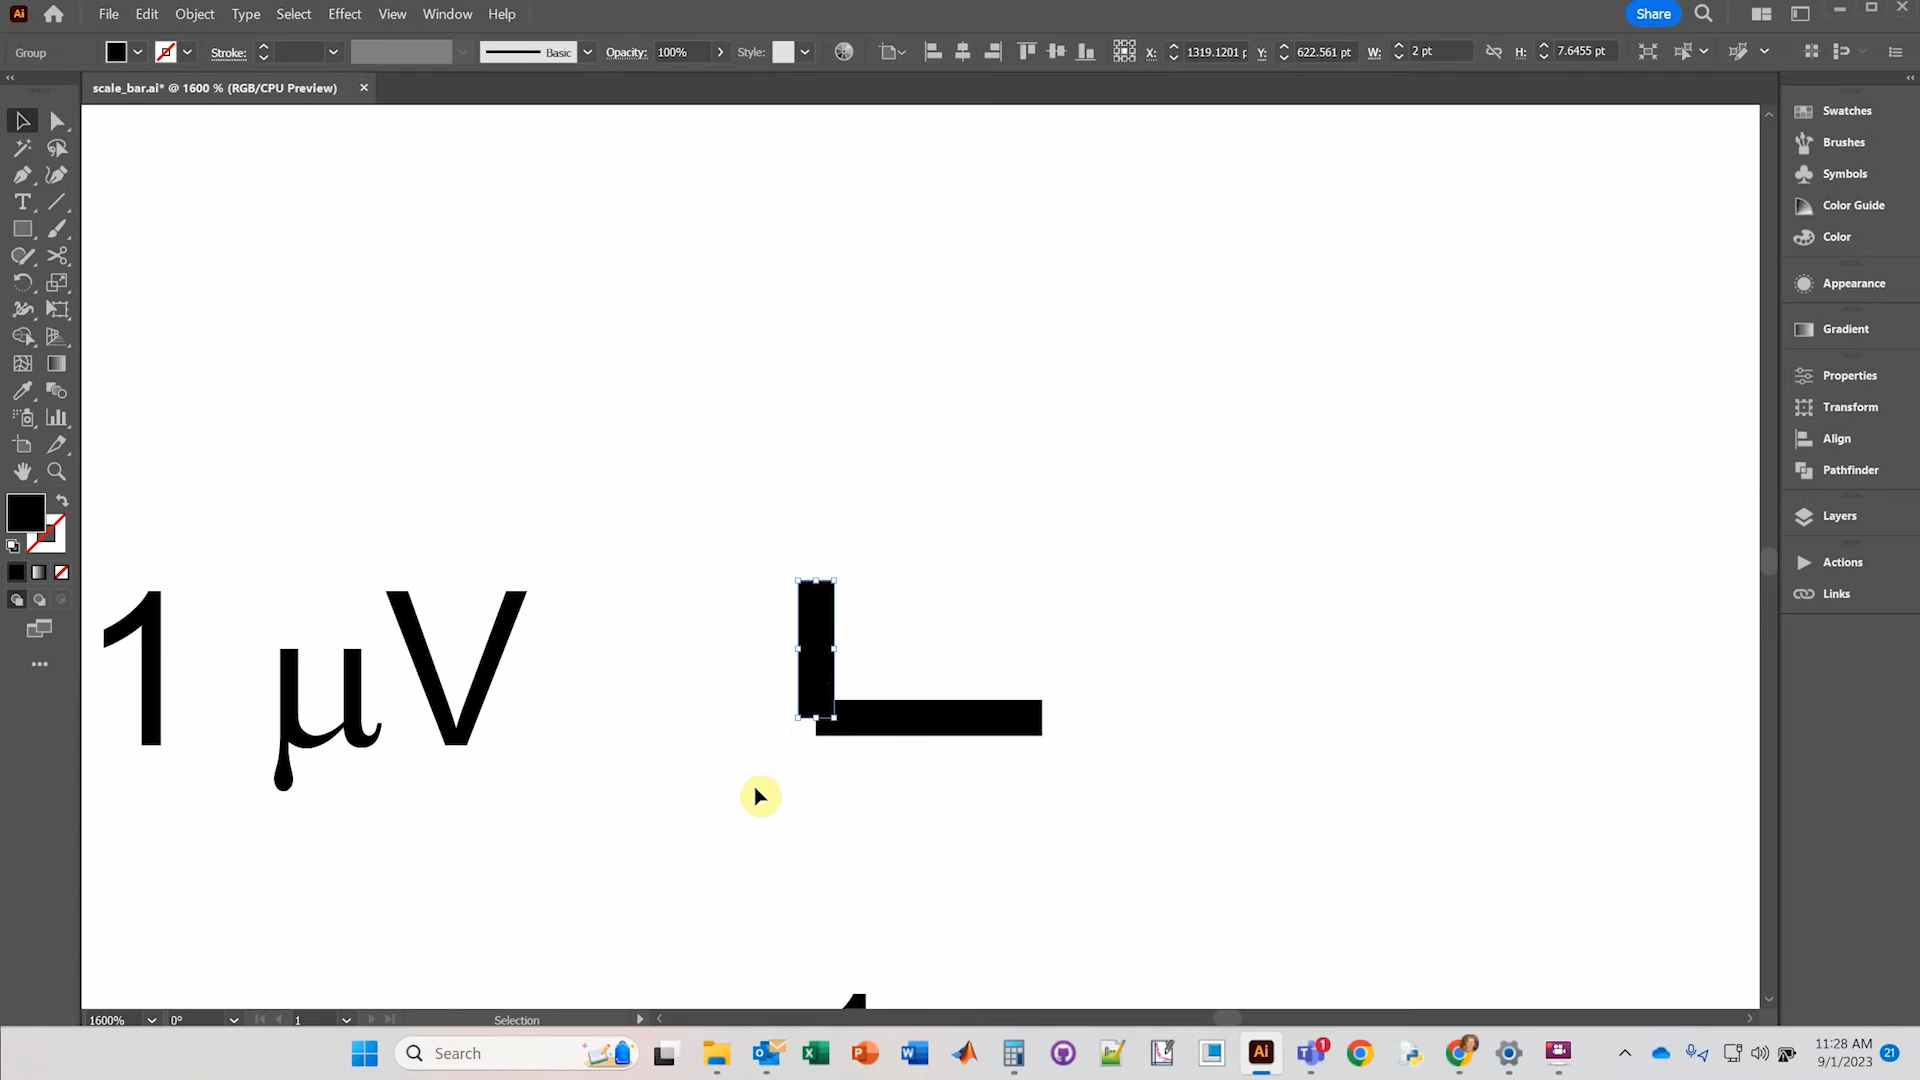 Ai File Edit Object Type Select Effect View Window Help Share
Group Stroke: Basic Opacity: 100% Style: X: 1319.1201 p Y: 622.561 pt W: 2 pt H: 7.6455 pt
scale_bar.ai* @ 1600 % (RGB/CPU Preview) ×
Swatches
Brushes
Symbols
Color Guide
Color
Appearance
Gradient
Properties
Transform
Align
Pathfinder
Layers
Actions
Links
1 μV
1600% 0° 1 Selection
Search Ai 1
11:28 AM
9/1/2023 21